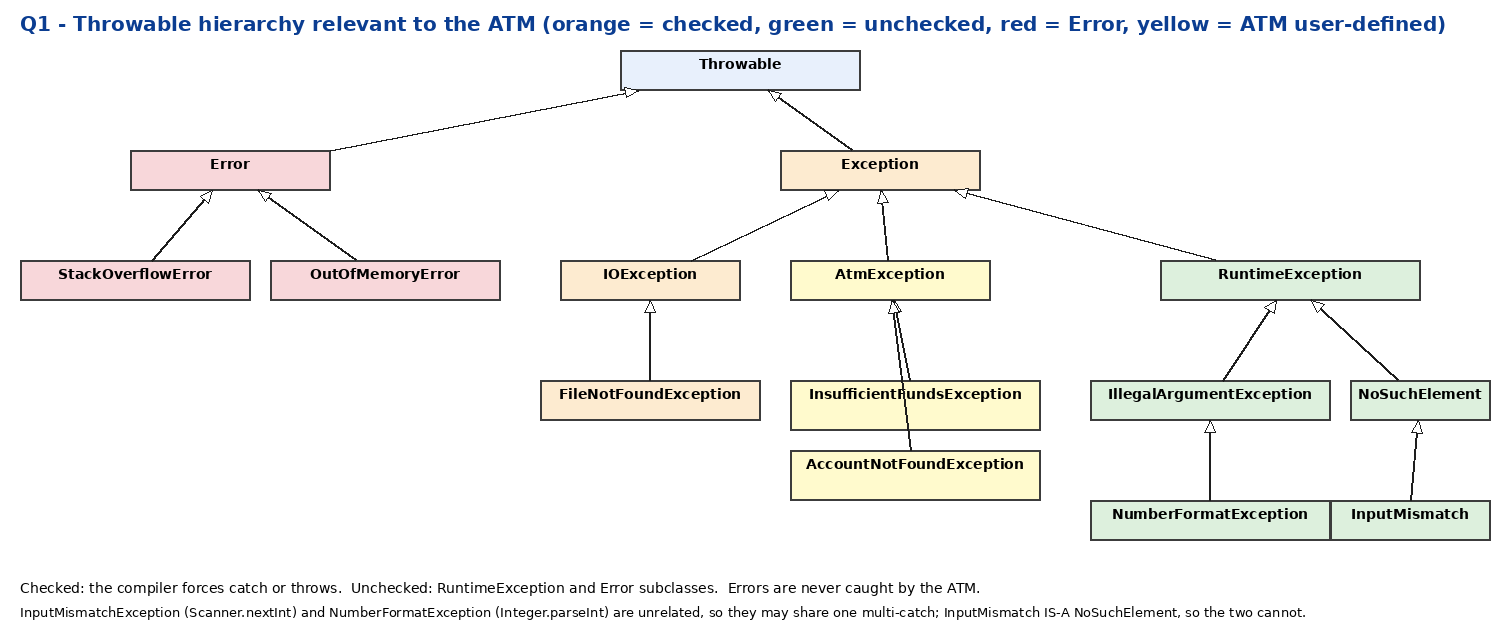 Q1 - Throwable hierarchy relevant to the ATM (orange = checked, green = unchecked, red = Error, yellow = ATM user-defined)
Throwable
Error
Exception
StackOverflowError
OutOfMemoryError
IOException
AtmException
RuntimeException
FileNotFoundException
InsufficientFundsException
IllegalArgumentException
NoSuchElement
AccountNotFoundException
NumberFormatException
InputMismatch
Checked: the compiler forces catch or throws.  Unchecked: RuntimeException and Error subclasses.  Errors are never caught by the ATM.
InputMismatchException (Scanner.nextInt) and NumberFormatException (Integer.parseInt) are unrelated, so they may share one multi-catch; InputMismatch IS-A NoSuchElement, so the two cannot.